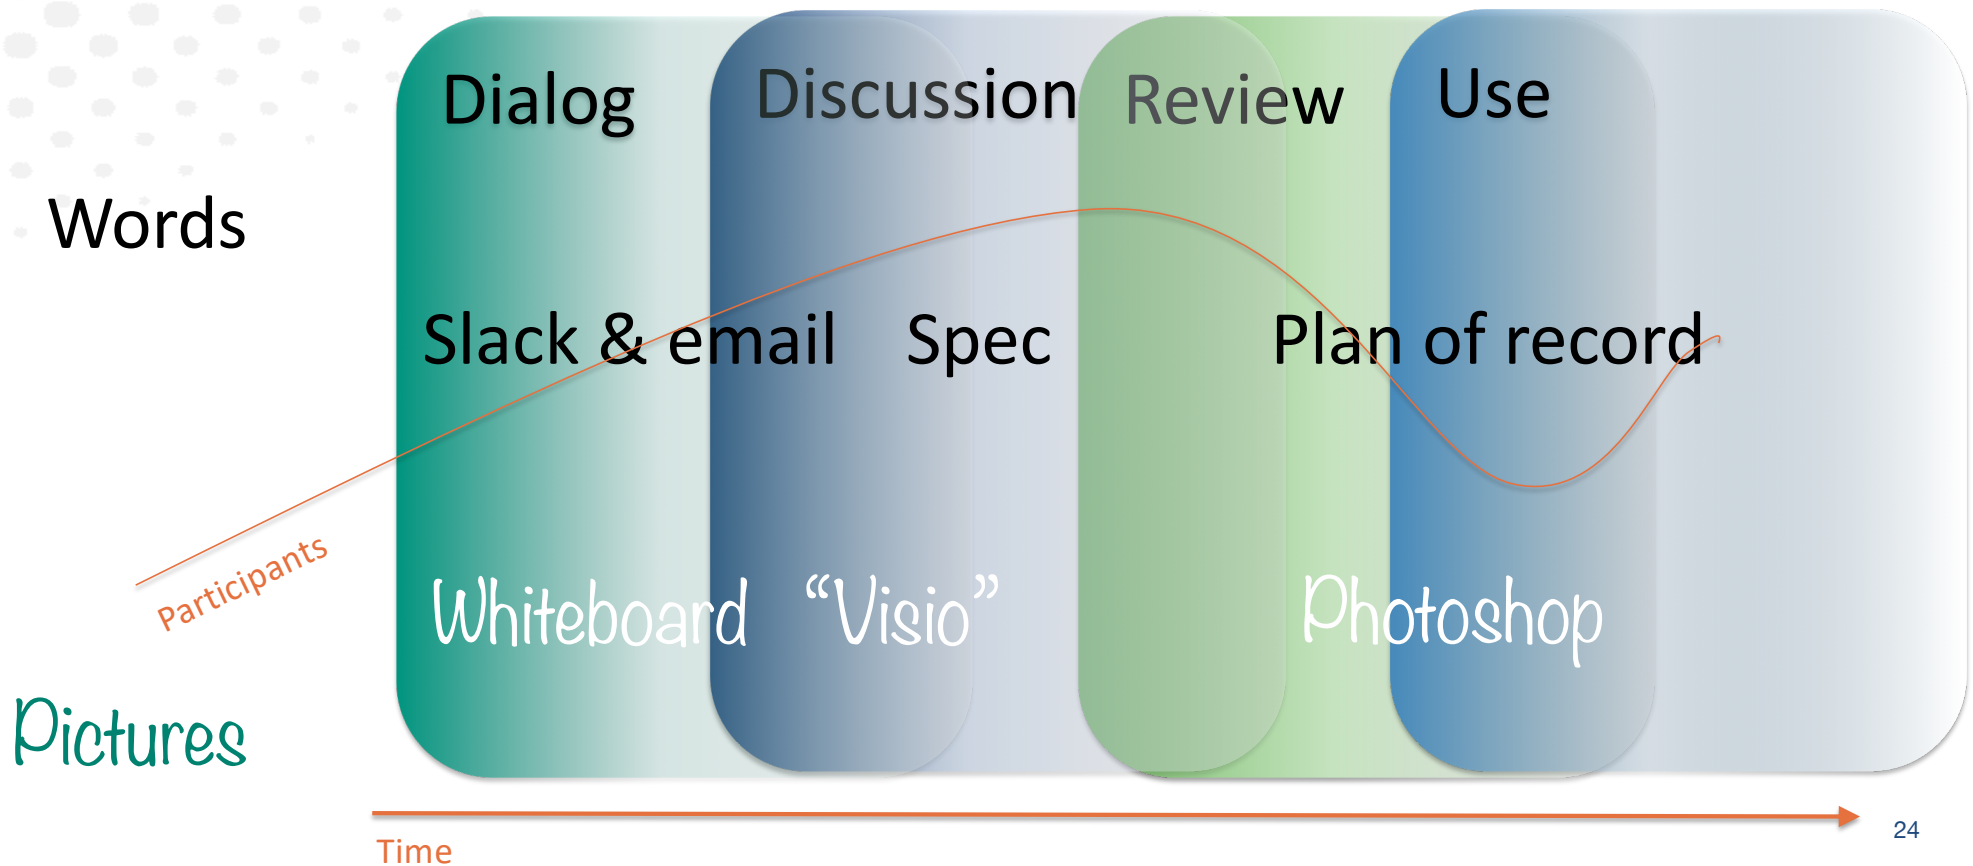 Dialog Discussion Review Use
Words
Slack & email Spec Plan of record
Participants
Whiteboard “Visio” Photoshop
Pictures
Time
24